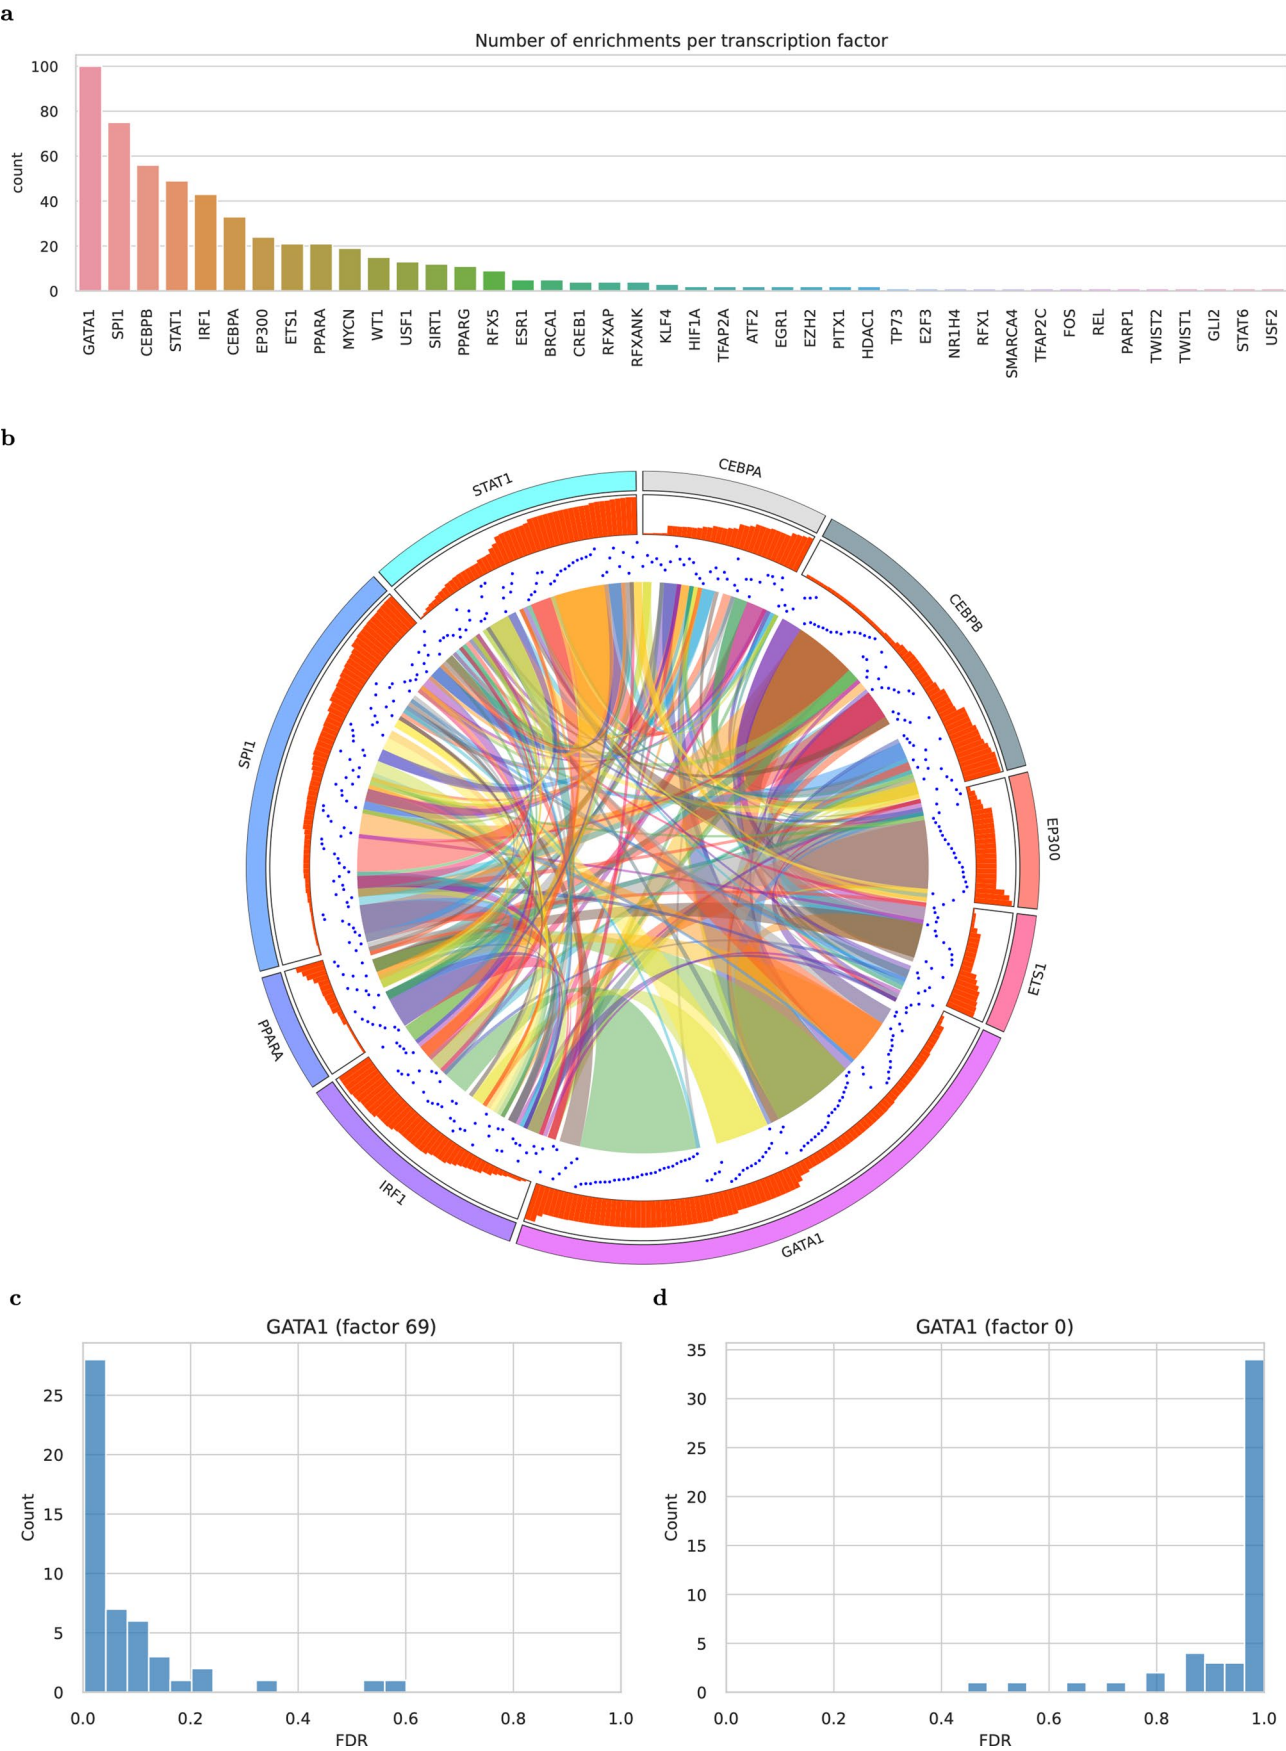 a
Number of enrichments per transcription factor
count
100
80
60
40
20
0
GATA1 SPI1 CEBPB STAT1 IRF1 CEBPA EP300 ETS1 PPARA MYCN WT1 USF1 SIRT1 PPARG RFX5 ESR1 BRCA1 CREB1 RFXAP RFXANK KLF4 HIF1A TFAP2A ATF2 EGR1 EZH2 PITX1 HDAC1 TP73 E2F3 NR1H4 RFX1 SMARCA4 TFAP2C FOS REL PARP1 TWIST2 TWIST1 GLI2 STAT6 USF2
b
CEBPA
CEBPB
EP300
ETS1
GATA1
IRF1
PPARA
SPI1
STAT1
c
GATA1 (factor 69)
Count
25
20
15
10
5
0
0.0 0.2 0.4 0.6 0.8 1.0
FDR
d
GATA1 (factor 0)
Count
35
30
25
20
15
10
5
0
0.0 0.2 0.4 0.6 0.8 1.0
FDR